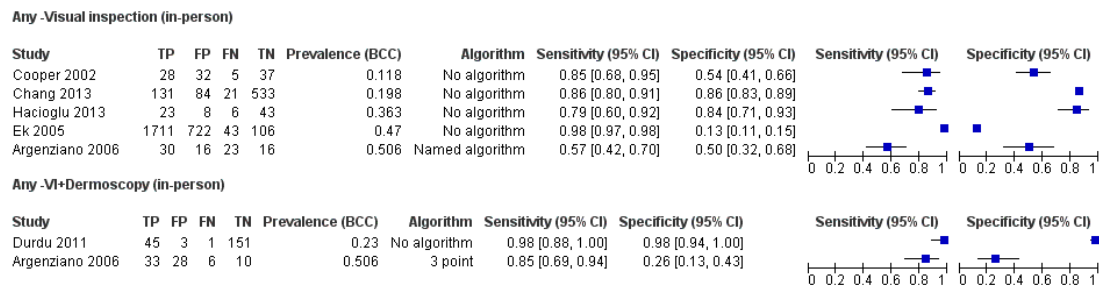 Any -Visual inspection (in-person)
Study TP FP FN TN Prevalence (BCC) Algorithm Sensitivity (95% CI) Specificity (95% CI) Sensitivity (95% CI) Specificity (95% CI)
Cooper 2002 28 32 5 37 0.118 No algorithm 0.85 [0.68, 0.95] 0.54 [0.41, 0.66]
Chang 2013 131 84 21 533 0.198 No algorithm 0.86 [0.80, 0.91] 0.86 [0.83, 0.89]
Hacioglu 2013 23 8 6 43 0.363 No algorithm 0.79 [0.60, 0.92] 0.84 [0.71, 0.93]
Ek 2005 1711 722 43 106 0.47 No algorithm 0.98 [0.97, 0.98] 0.13 [0.11, 0.15]
Argenziano 2006 30 16 23 16 0.506 Named algorithm 0.57 [0.42, 0.70] 0.50 [0.32, 0.68]
0 0.2 0.4 0.6 0.8 1 0 0.2 0.4 0.6 0.8 1
Any -VI+Dermoscopy (in-person)
Study TP FP FN TN Prevalence (BCC) Algorithm Sensitivity (95% CI) Specificity (95% CI) Sensitivity (95% CI) Specificity (95% CI)
Durdu 2011 45 3 1 151 0.23 No algorithm 0.98 [0.88, 1.00] 0.98 [0.94, 1.00]
Argenziano 2006 33 28 6 10 0.506 3 point 0.85 [0.69, 0.94] 0.26 [0.13, 0.43]
0 0.2 0.4 0.6 0.8 1 0 0.2 0.4 0.6 0.8 1